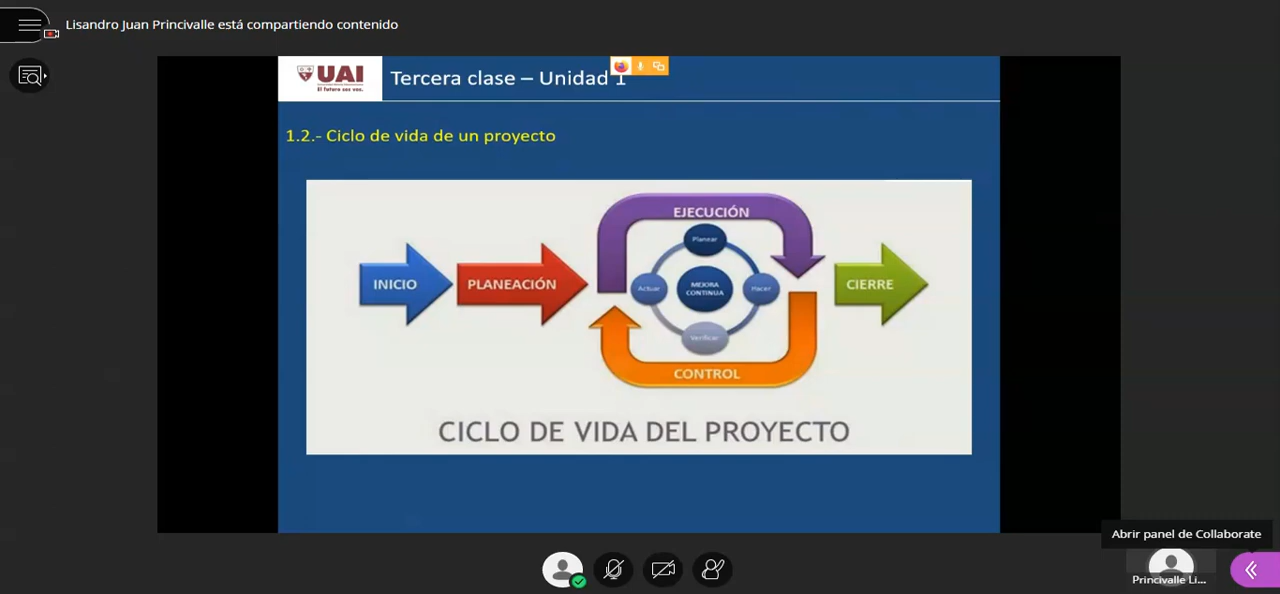 Lisandro Juan Princivalle está compartiendo contenido
UAI
El futuro sos vos.
Tercera clase – Unidad 1
1.2.- Ciclo de vida de un proyecto
EJECUCIÓN
Planear
INICIO
PLANEACIÓN
Actuar
MEJORA
CONTINUA
Hacer
CIERRE
Verificar
CONTROL
CICLO DE VIDA DEL PROYECTO
Abrir panel de Collaborate
Princivalle Li...